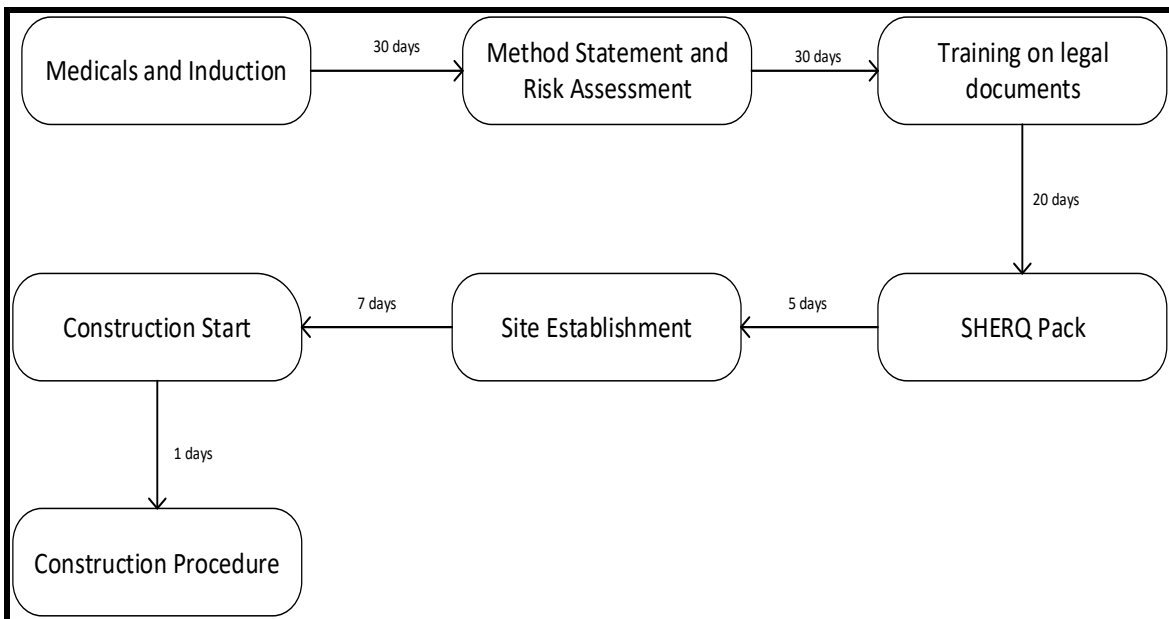 Medicals and Induction
30 days
Method Statement and
Risk Assessment
30 days
Training on legal
documents
20 days
SHERQ Pack
5 days
Site Establishment
7 days
Construction Start
1 days
Construction Procedure